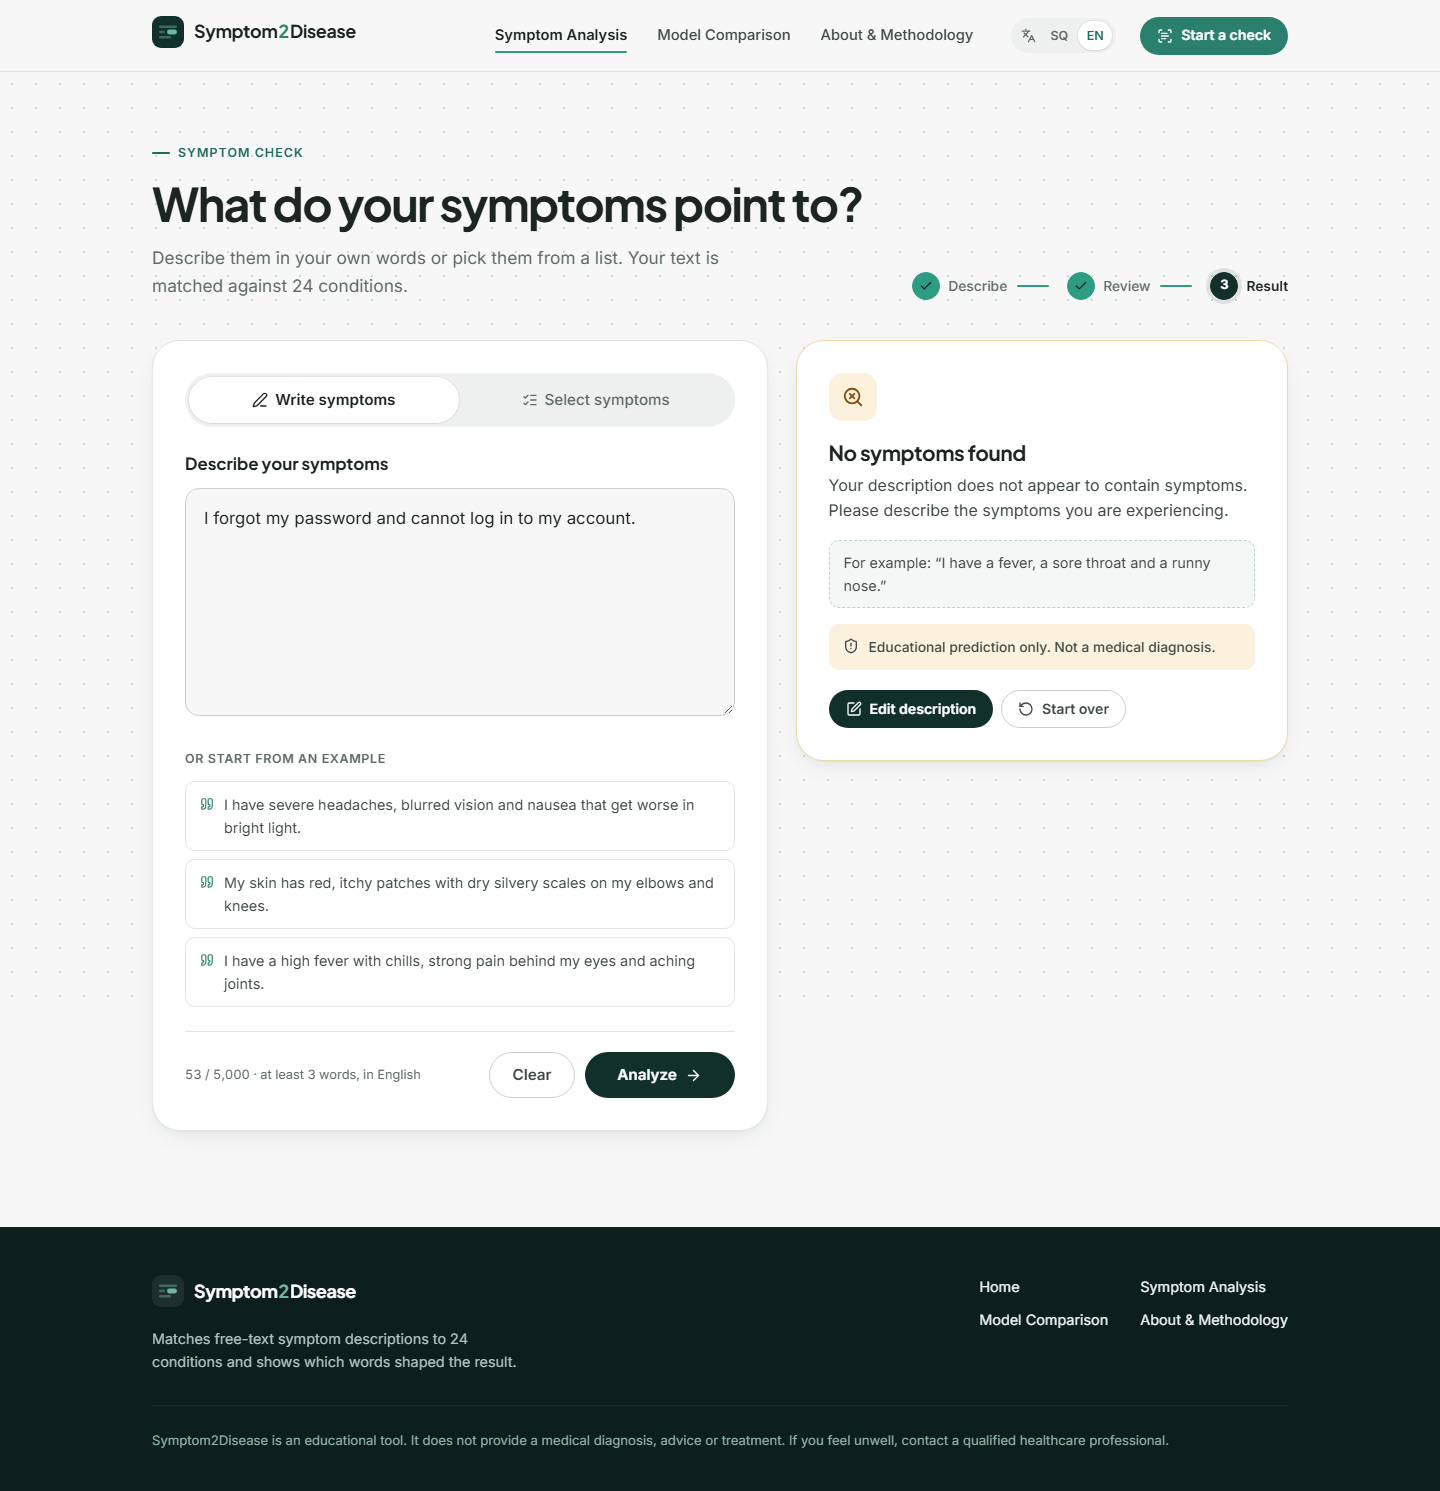 Symptom2Disease
Symptom Analysis
Model Comparison
About & Methodology
SQ
EN
Start a check
SYMPTOM CHECK
What do your symptoms point to?
Describe them in your own words or pick them from a list. Your text is
matched against 24 conditions.
Describe
Review
3
Result
Write symptoms
Select symptoms
Describe your symptoms
I forgot my password and cannot log in to my account.
OR START FROM AN EXAMPLE
I have severe headaches, blurred vision and nausea that get worse in
bright light.
My skin has red, itchy patches with dry silvery scales on my elbows and
knees.
I have a high fever with chills, strong pain behind my eyes and aching
joints.
53 / 5,000 · at least 3 words, in English
Clear
Analyze
No symptoms found
Your description does not appear to contain symptoms.
Please describe the symptoms you are experiencing.
For example: “I have a fever, a sore throat and a runny
nose.”
Educational prediction only. Not a medical diagnosis.
Edit description
Start over
Symptom2Disease
Matches free-text symptom descriptions to 24
conditions and shows which words shaped the result.
Home
Symptom Analysis
Model Comparison
About & Methodology
Symptom2Disease is an educational tool. It does not provide a medical diagnosis, advice or treatment. If you feel unwell, contact a qualified healthcare professional.